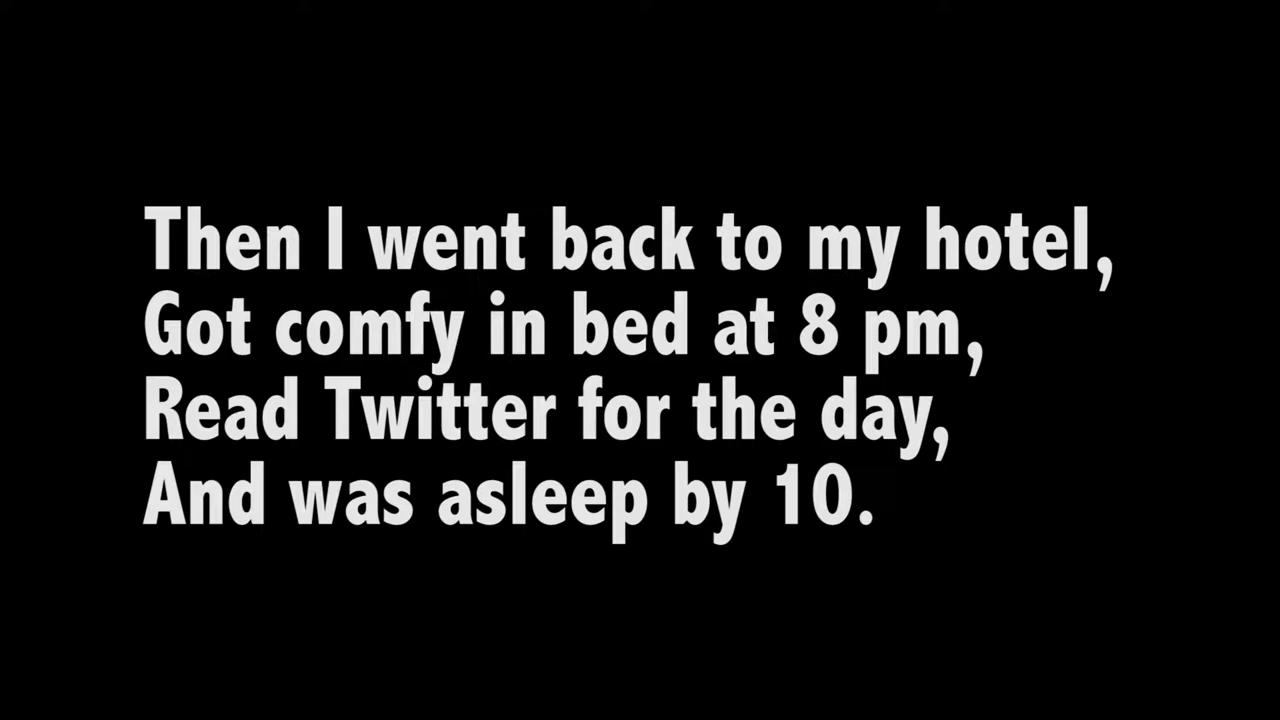 Then I went back to my hotel,
Got comfy in bed at 8 pm,
Read Twitter for the day,
And was asleep by 10.